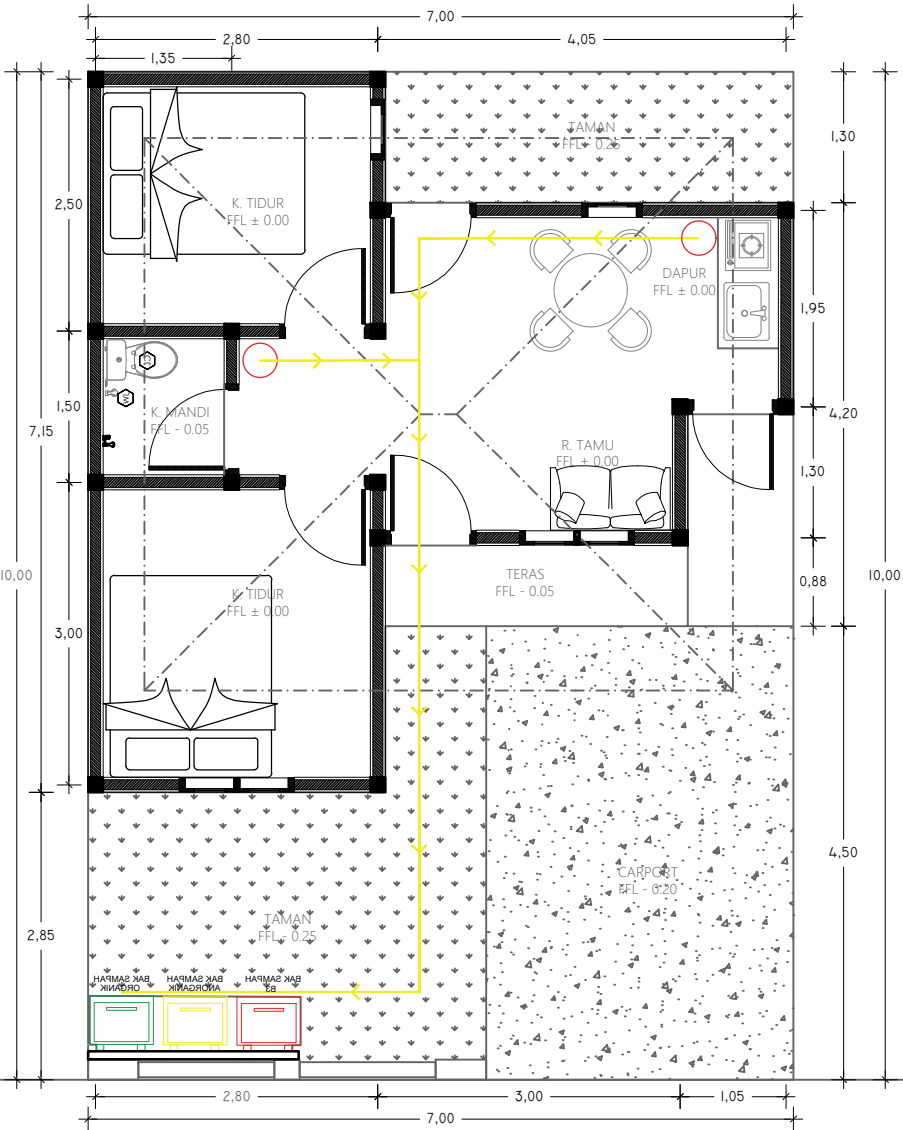 7,00
2,80
4,05
1,35
TAMAN
FFL - 0.25
1,30
2,50
K. TIDUR
FFL ± 0.00
DAPUR
FFL ± 0.00
1,95
1,50
7,15
K. MANDI
FFL - 0.05
4,20
R. TAMU
FFL ± 0.00
1,30
10,00
TERAS
FFL - 0.05
0,88
10,00
K. TIDUR
FFL ± 0.00
3,00
4,50
CARPORT
FFL - 0.20
TAMAN
FFL - 0.25
2,85
BAK SAMPAH
ORGANIK
BAK SAMPAH
ANORGANIK
BAK SAMPAH
B3
2,80
3,00
1,05
7,00